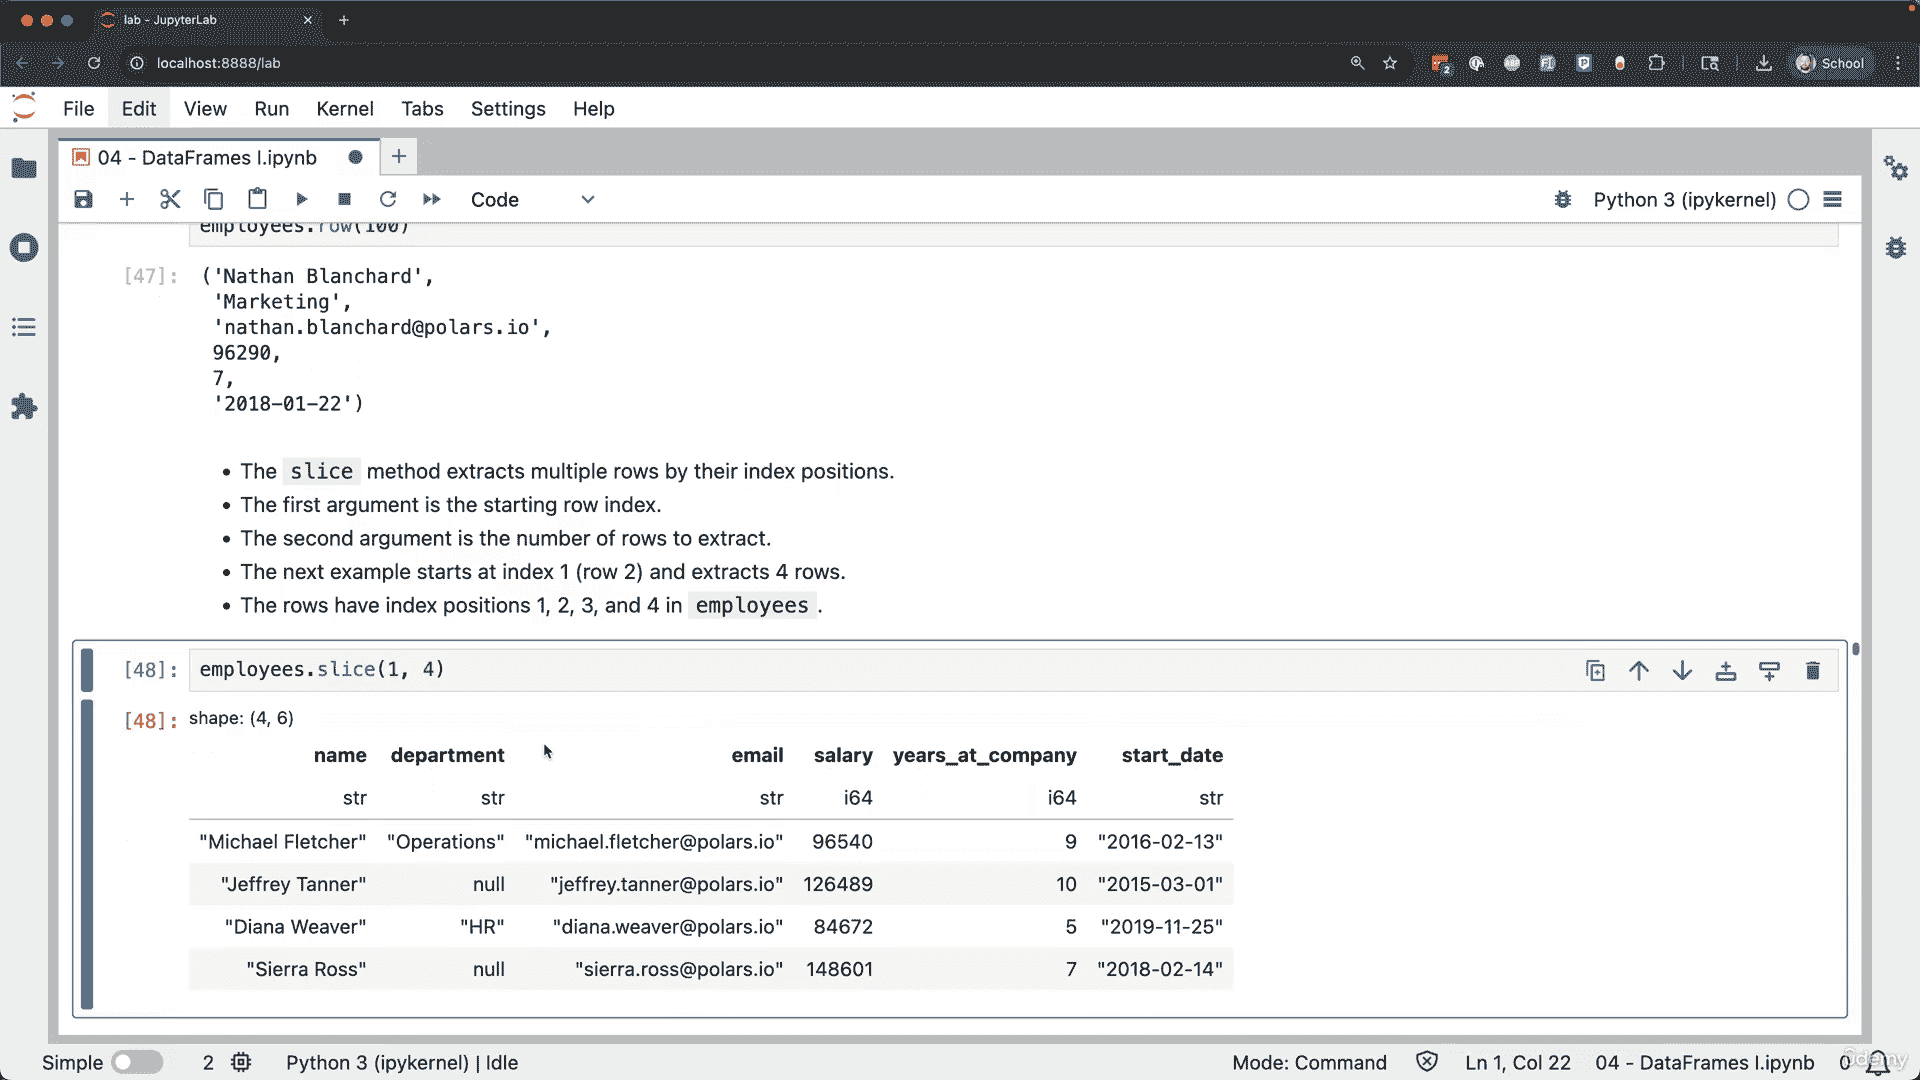 lab - JupyterLab
localhost:8888/lab
2
School
File Edit View Run Kernel Tabs Settings Help
04 - DataFrames I.ipynb
Code
Python 3 (ipykernel)
employees.row(100)
[47]: ('Nathan Blanchard',
'Marketing',
'nathan.blanchard@polars.io',
96290,
7,
'2018-01-22')
• The slice method extracts multiple rows by their index positions.
• The first argument is the starting row index.
• The second argument is the number of rows to extract.
• The next example starts at index 1 (row 2) and extracts 4 rows.
• The rows have index positions 1, 2, 3, and 4 in employees .
[48]: employees.slice(1, 4)
[48]: shape: (4, 6)
name department email salary years_at_company start_date
str str str i64 i64 str
"Michael Fletcher" "Operations" "michael.fletcher@polars.io" 96540 9 "2016-02-13"
"Jeffrey Tanner" null "jeffrey.tanner@polars.io" 126489 10 "2015-03-01"
"Diana Weaver" "HR" "diana.weaver@polars.io" 84672 5 "2019-11-25"
"Sierra Ross" null "sierra.ross@polars.io" 148601 7 "2018-02-14"
Simple 2 Python 3 (ipykernel) | Idle Mode: Command Ln 1, Col 22 04 - DataFrames I.ipynb 0